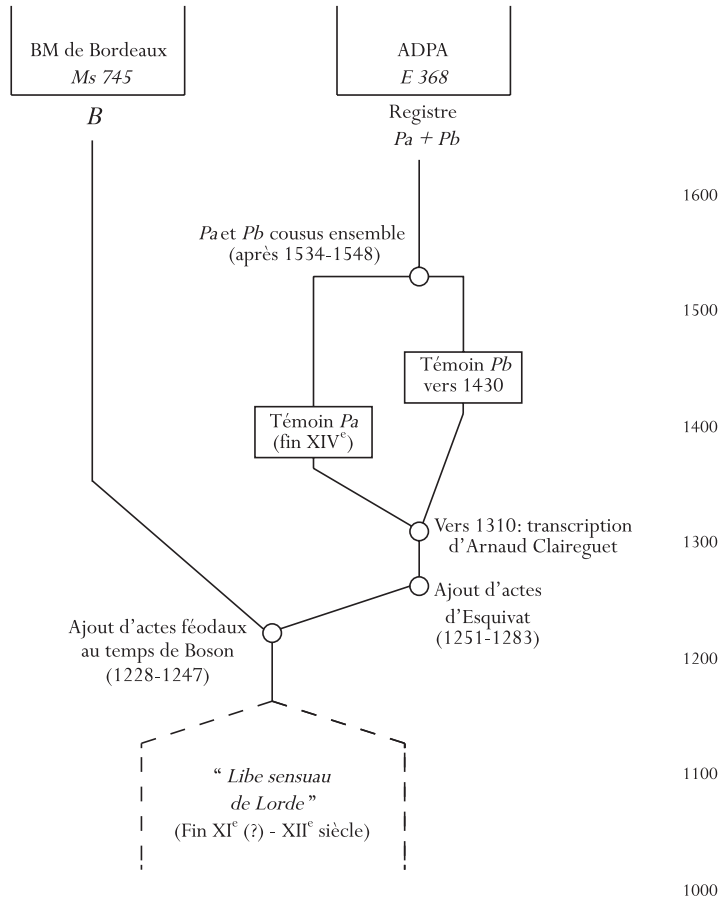 BM de Bordeaux
Ms 745
B
ADPA
E 368
Registre
Pa + Pb
1600
Pa et Pb cousus ensemble
(après 1534-1548)
1500
Témoin Pb
vers 1430
Témoin Pa
(fin XIVe)
1400
Vers 1310: transcription
d’Arnaud Claireguet
1300
Ajout d’actes
d’Esquivat
(1251-1283)
Ajout d’actes féodaux
au temps de Boson
(1228-1247)
1200
“ Libe sensuau
de Lorde ”
(Fin XIe (?) - XIIe siècle)
1100
1000